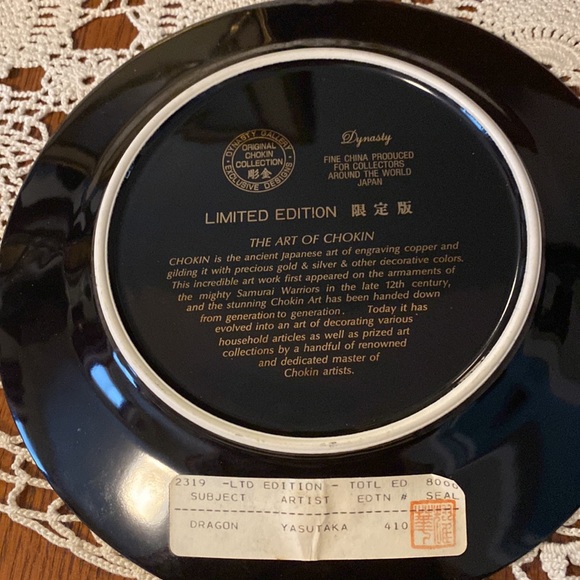 DYNASTY GALLERY
ORIGINAL
CHOKIN
COLLECTION
彫金
EXCLUSIVE DESIGNS
Dynasty
FINE CHINA PRODUCED
FOR COLLECTORS
AROUND THE WORLD
JAPAN
LIMITED EDITION 限定版
THE ART OF CHOKIN
CHOKIN is the ancient Japanese art of engraving copper and
gilding it with precious gold & silver & other decorative colors.
This incredible art work first appeared on the armaments of
the mighty Samurai Warriors in the late 12th century,
and the stunning Chokin Art has been handed down
from generation to generation. Today it has
evolved into an art of decorating various
household articles as well as prized art
collections by a handful of renowned
and dedicated master of
Chokin artists.
2319 -LTD EDITION - TOTL ED 8000
SUBJECT ARTIST EDTN # SEAL
DRAGON YASUTAKA 410